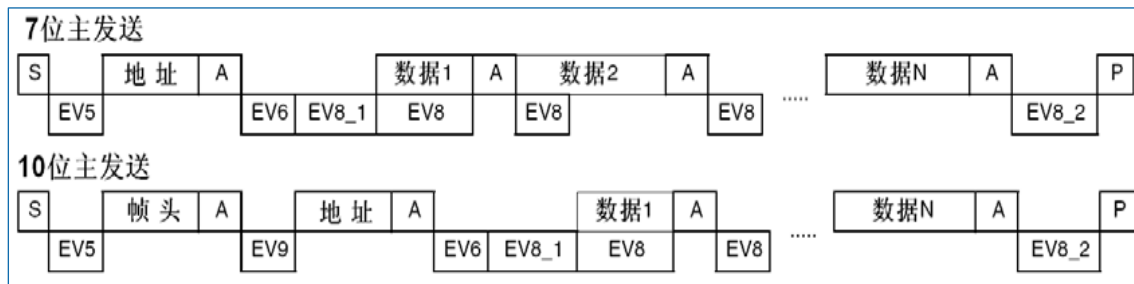 7位主发送
S 地址 A 数据1 A 数据2 A ..... 数据N A P
EV5 EV6 EV8_1 EV8 EV8 EV8 EV8_2
10位主发送
S 帧头 A 地址 A 数据1 A ..... 数据N A P
EV5 EV9 EV6 EV8_1 EV8 EV8 EV8_2